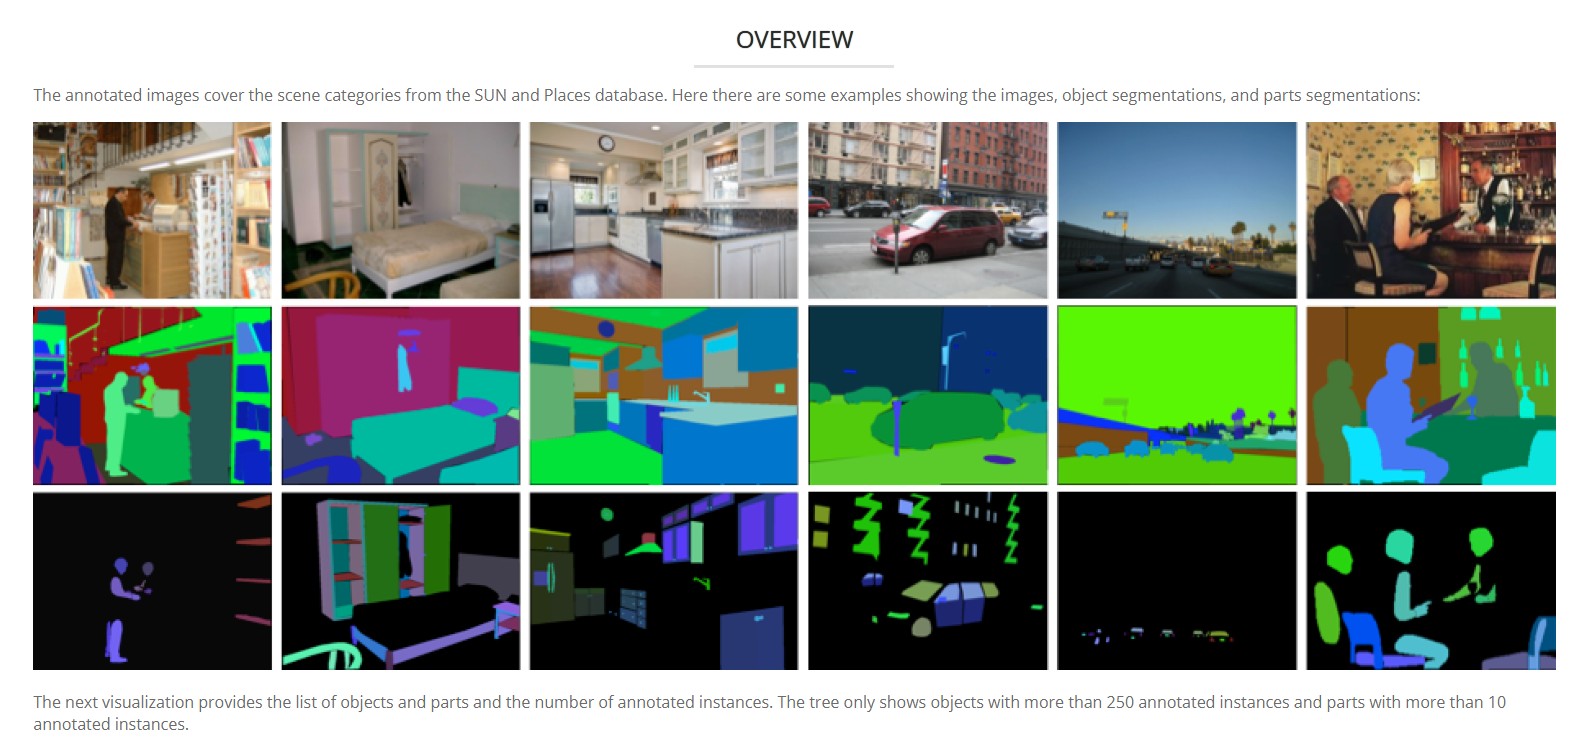 OVERVIEW
The annotated images cover the scene categories from the SUN and Places database. Here there are some examples showing the images, object segmentations, and parts segmentations:
The next visualization provides the list of objects and parts and the number of annotated instances. The tree only shows objects with more than 250 annotated instances and parts with more than 10
annotated instances.